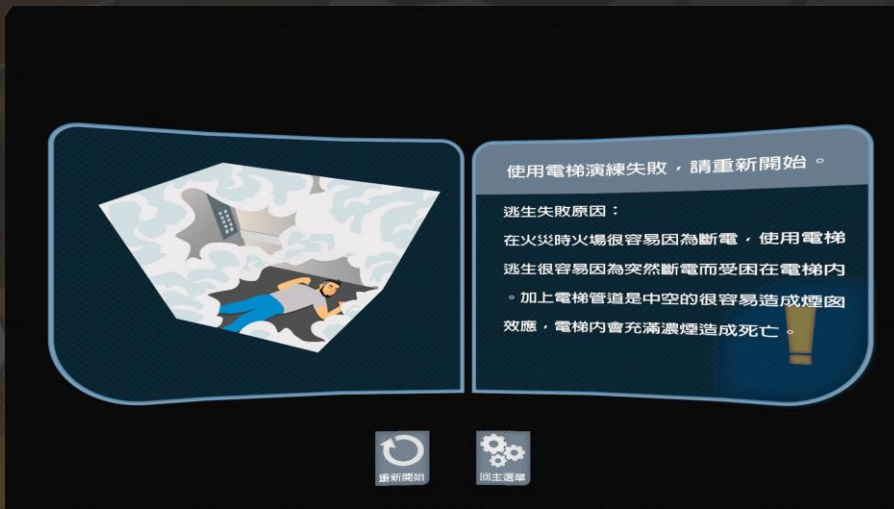 使用電梯演練失敗，請重新開始。
逃生失敗原因：
在火災時火場很容易因為斷電，使用電梯
逃生很容易因為突然斷電而受困在電梯內
。加上電梯管道是中空的很容易造成煙囪
效應，電梯內會充滿濃煙造成死亡。
重新開始
回主選單